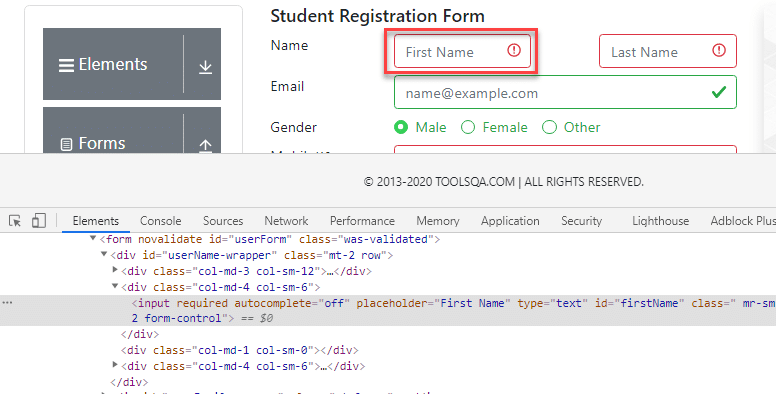 Student Registration Form
Elements
Name
First Name
Last Name
Email
name@example.com
Gender
Male
Female
Other
Forms
© 2013-2020 TOOLSQA.COM | ALL RIGHTS RESERVED.
Elements Console Sources Network Performance Memory Application Security Lighthouse Adblock Plus
▼<form novalidate id="userForm" class="was-validated">
▼<div id="userName-wrapper" class="mt-2 row">
▶<div class="col-md-3 col-sm-12">…</div>
▼<div class="col-md-4 col-sm-6">
… <input required autocomplete="off" placeholder="First Name" type="text" id="firstName" class=" mr-sm
2 form-control"> == $0
</div>
<div class="col-md-1 col-sm-0"></div>
▶<div class="col-md-4 col-sm-6">…</div>
</div>